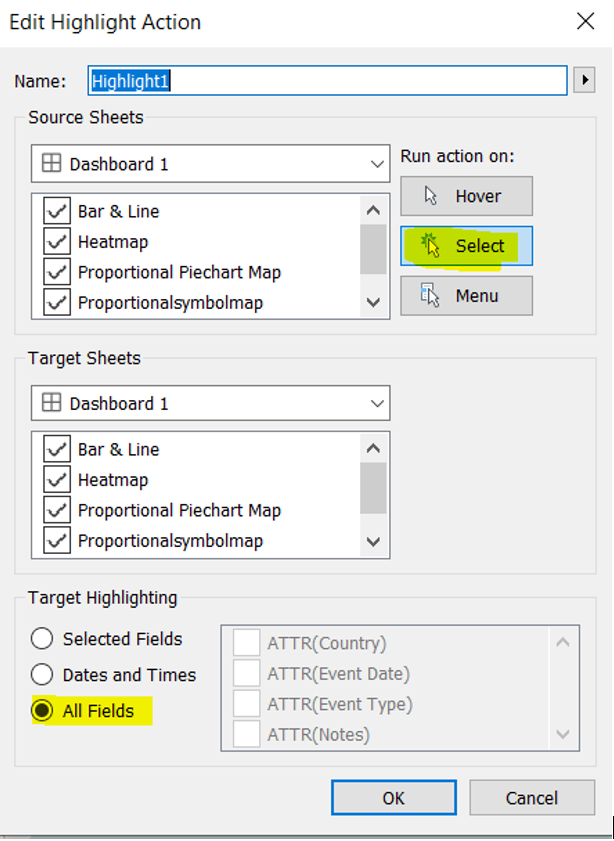 Edit Highlight Action
Name: Highlight1
Source Sheets
Dashboard 1
Run action on:
Bar & Line
Heatmap
Proportional Piechart Map
Proportionalsymbolmap
Hover
Select
Menu
Target Sheets
Dashboard 1
Bar & Line
Heatmap
Proportional Piechart Map
Proportionalsymbolmap
Target Highlighting
Selected Fields
Dates and Times
All Fields
ATTR(Country)
ATTR(Event Date)
ATTR(Event Type)
ATTR(Notes)
OK
Cancel